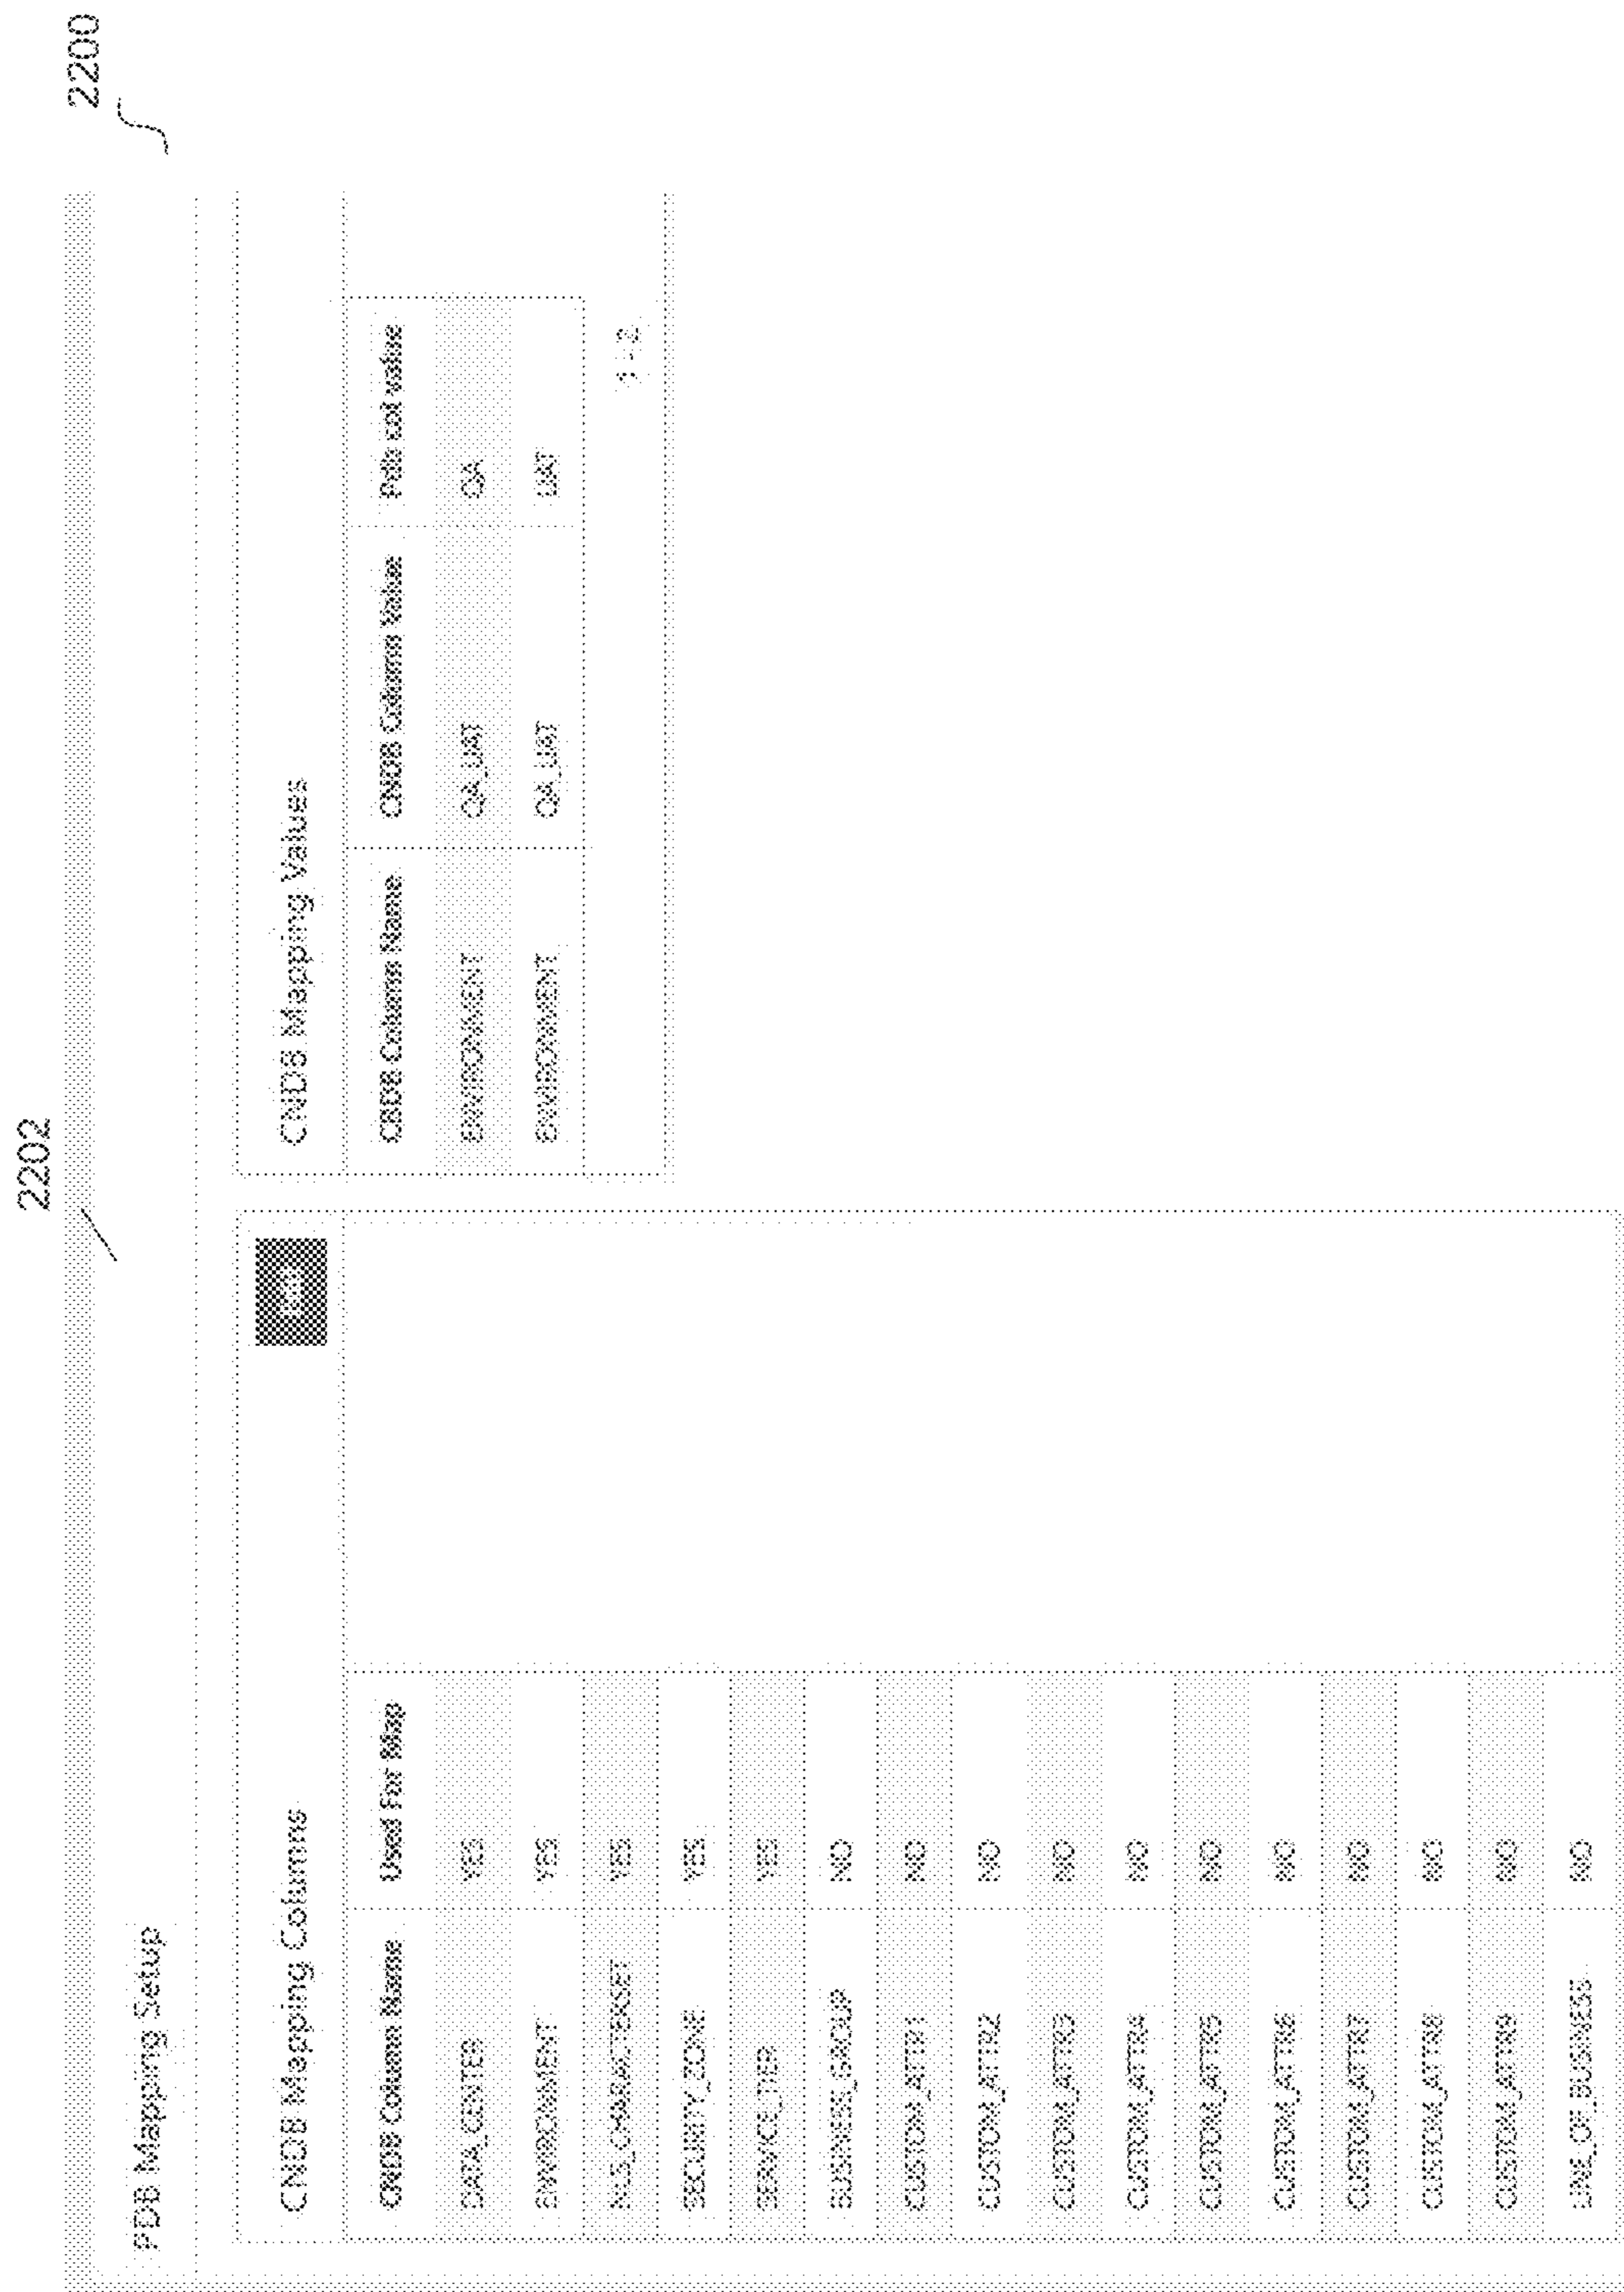 2200
2202
PDB Mapping Setup
CNDB Mapping Columns
CNDB Column Name Used For Map
DATA_CENTER YES
ENVIRONMENT YES
NLS_CHARACTERSET YES
SECURITY_ZONE YES
SERVICE_TIER YES
BUSINESS_GROUP NO
CUSTOM_ATTR1 NO
CUSTOM_ATTR2 NO
CUSTOM_ATTR3 NO
CUSTOM_ATTR4 NO
CUSTOM_ATTR5 NO
CUSTOM_ATTR6 NO
CUSTOM_ATTR7 NO
CUSTOM_ATTR8 NO
CUSTOM_ATTR9 NO
LINE_OF_BUSINESS NO
CNDB Mapping Values
CNDB Column Name CNDB Column Value Pdb col value
ENVIRONMENT QA_UAT QA
ENVIRONMENT QA_UAT UAT
1 - 2